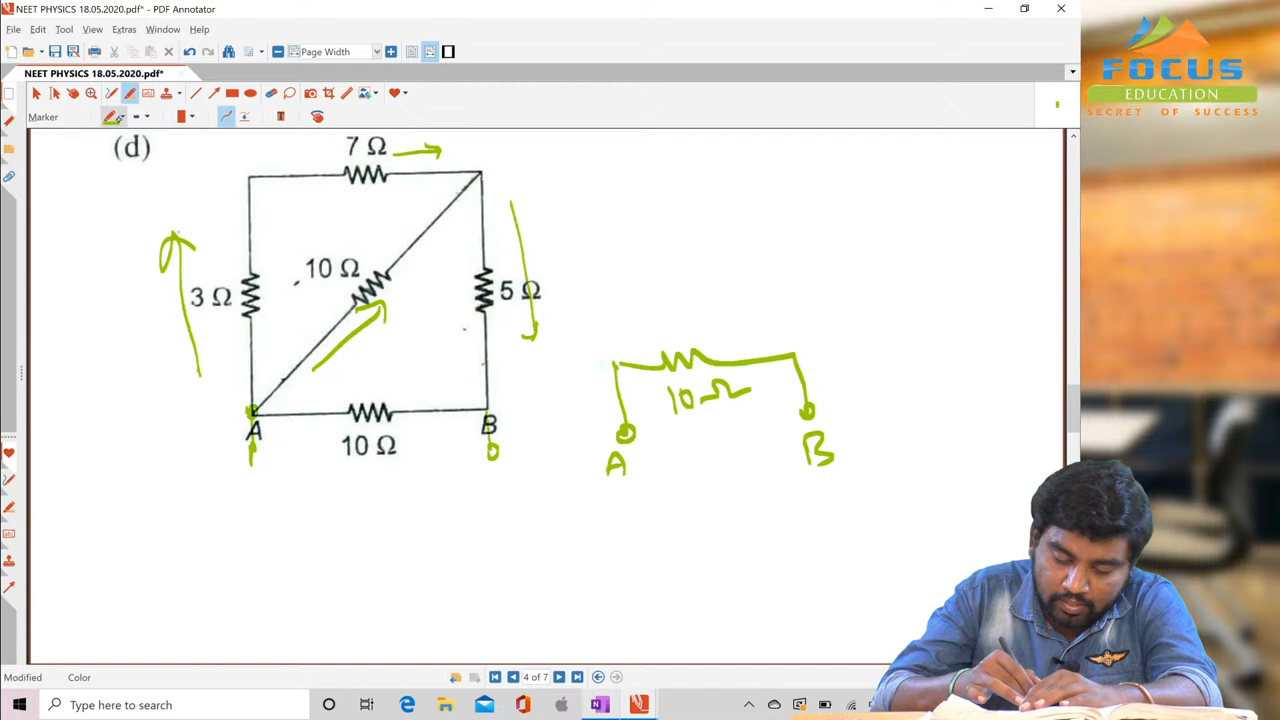 NEET PHYSICS 18.05.2020.pdf* - PDF Annotator
File Edit Tool View Extras Window Help
Page Width
NEET PHYSICS 18.05.2020.pdf*
Marker
FOCUS
EDUCATION
SECRET OF SUCCESS
(d)
7 Ω
10 Ω
3 Ω
5 Ω
10 Ω
A
B
10 Ω
A
B
Modified Color
4 of 7
Type here to search